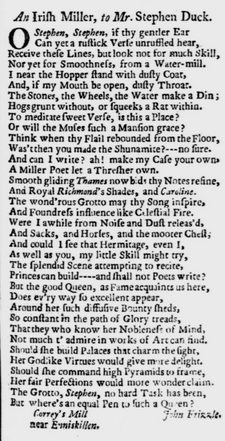 An Irish Miller, to Mr. Stephen Duck.
O Stephen, Stephen, if thy gentler Ear
Can yet a rustick Verse unruffled hear,
Receive these Lines, but look not for much Skill,
Nor yet for Smoothness, from a Water-mill.
I near the Hopper stand with dusty Coat,
And, if my Mouth be open, dusty Throat.
The Stones, the Wheels, the Water make a Din;
Hogs grunt without, or squeeks a Rat within.
To meditate sweet Verse, is this a Place?
Or will the Muses such a Mansion grace?
Think when thy Flail rebounded from the Floor,
Was't then you made the Shunamite?---no sure.
And can I write? ah! make my Case your own,
A Miller Poet let a Thresher own.
Smooth gliding Thames now bids thy Notes refine,
And Royal Richmond's Shades, and Caroline.
The wond'rous Grotto may thy Song inspire,
And Foundress influence like Cælestial Fire.
Were I awhile from Noise and Dust releas'd,
And Sacks, and Horses, and the mooter Chest,
And could I see that Hermitage, even I,
As well as you, my little Skill might try,
The splendid Scene attempting to recite,
Princes can build----and shall not Poets write?
But the good Queen, as Fame acquaints us here,
Does ev'ry way so excellent appear,
Around her such diffusive Bounty sheds,
So constant in the path of Glory treads,
That they who know her Nobleness of Mind,
Not much t' admire in works of Art can find.
Should she build Palaces that charm the sight,
Her Godlike Virtues would give more delight.
Should she command high Pyramids to frame,
Her fair Perfections would more wonder claim.
The Grotto, Stephen, no hard Task has been,
But where's an equal Pen to such a Queen?
Correy's Mill John Frizzle.
near Enniskillen.